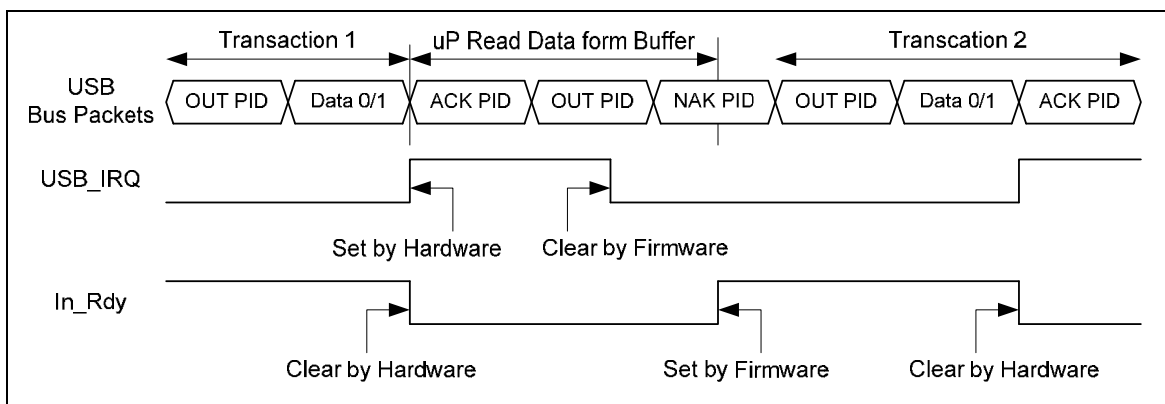 Transaction 1
uP Read Data form Buffer
Transcation 2
USB
Bus Packets
OUT PID
Data 0/1
ACK PID
OUT PID
NAK PID
OUT PID
Data 0/1
ACK PID
USB_IRQ
Set by Hardware
Clear by Firmware
In_Rdy
Clear by Hardware
Set by Firmware
Clear by Hardware